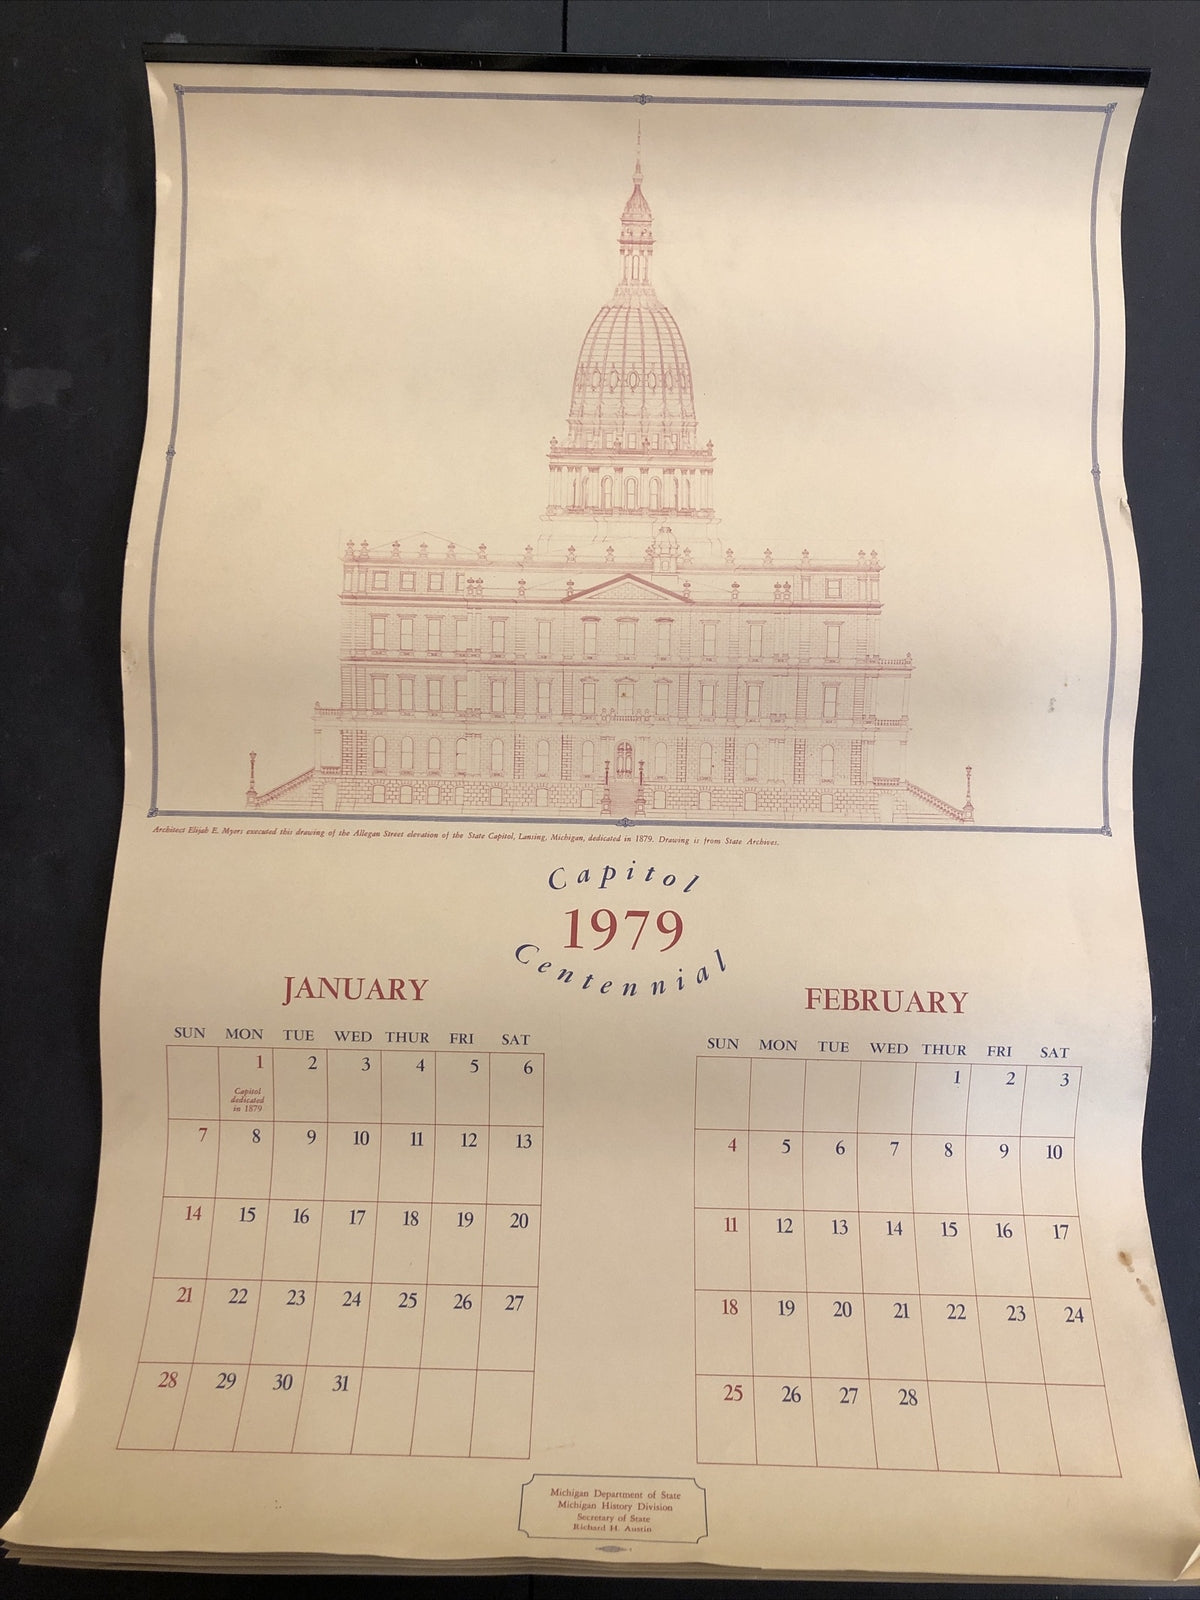 Architect Elijah E. Myers executed this drawing of the Allegan Street elevation of the State Capitol, Lansing, Michigan, dedicated in 1879. Drawing is from State Archives.
Capitol
1979
Centennial
JANUARY
SUN MON TUE WED THUR FRI SAT
1 2 3 4 5 6
Capitol
dedicated
in 1879
7 8 9 10 11 12 13
14 15 16 17 18 19 20
21 22 23 24 25 26 27
28 29 30 31
FEBRUARY
SUN MON TUE WED THUR FRI SAT
1 2 3
4 5 6 7 8 9 10
11 12 13 14 15 16 17
18 19 20 21 22 23 24
25 26 27 28
Michigan Department of State
Michigan History Division
Secretary of State
Richard H. Austin